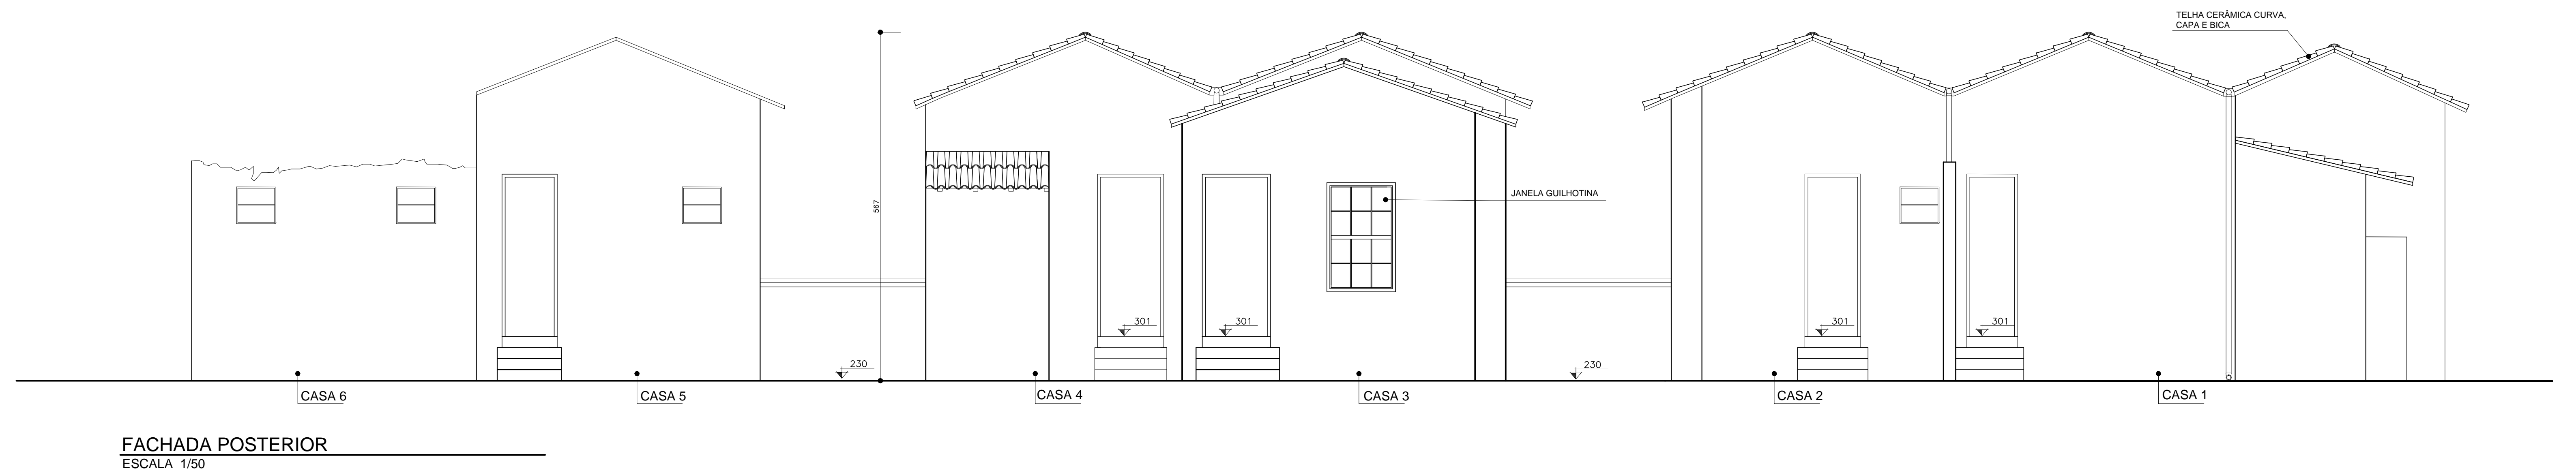 TELHA CERÂMICA CURVA,
CAPA E BICA
JANELA GUILHOTINA
567
301
301
301
301
230
230
CASA 6
CASA 5
CASA 4
CASA 3
CASA 2
CASA 1
FACHADA POSTERIOR
ESCALA 1/50